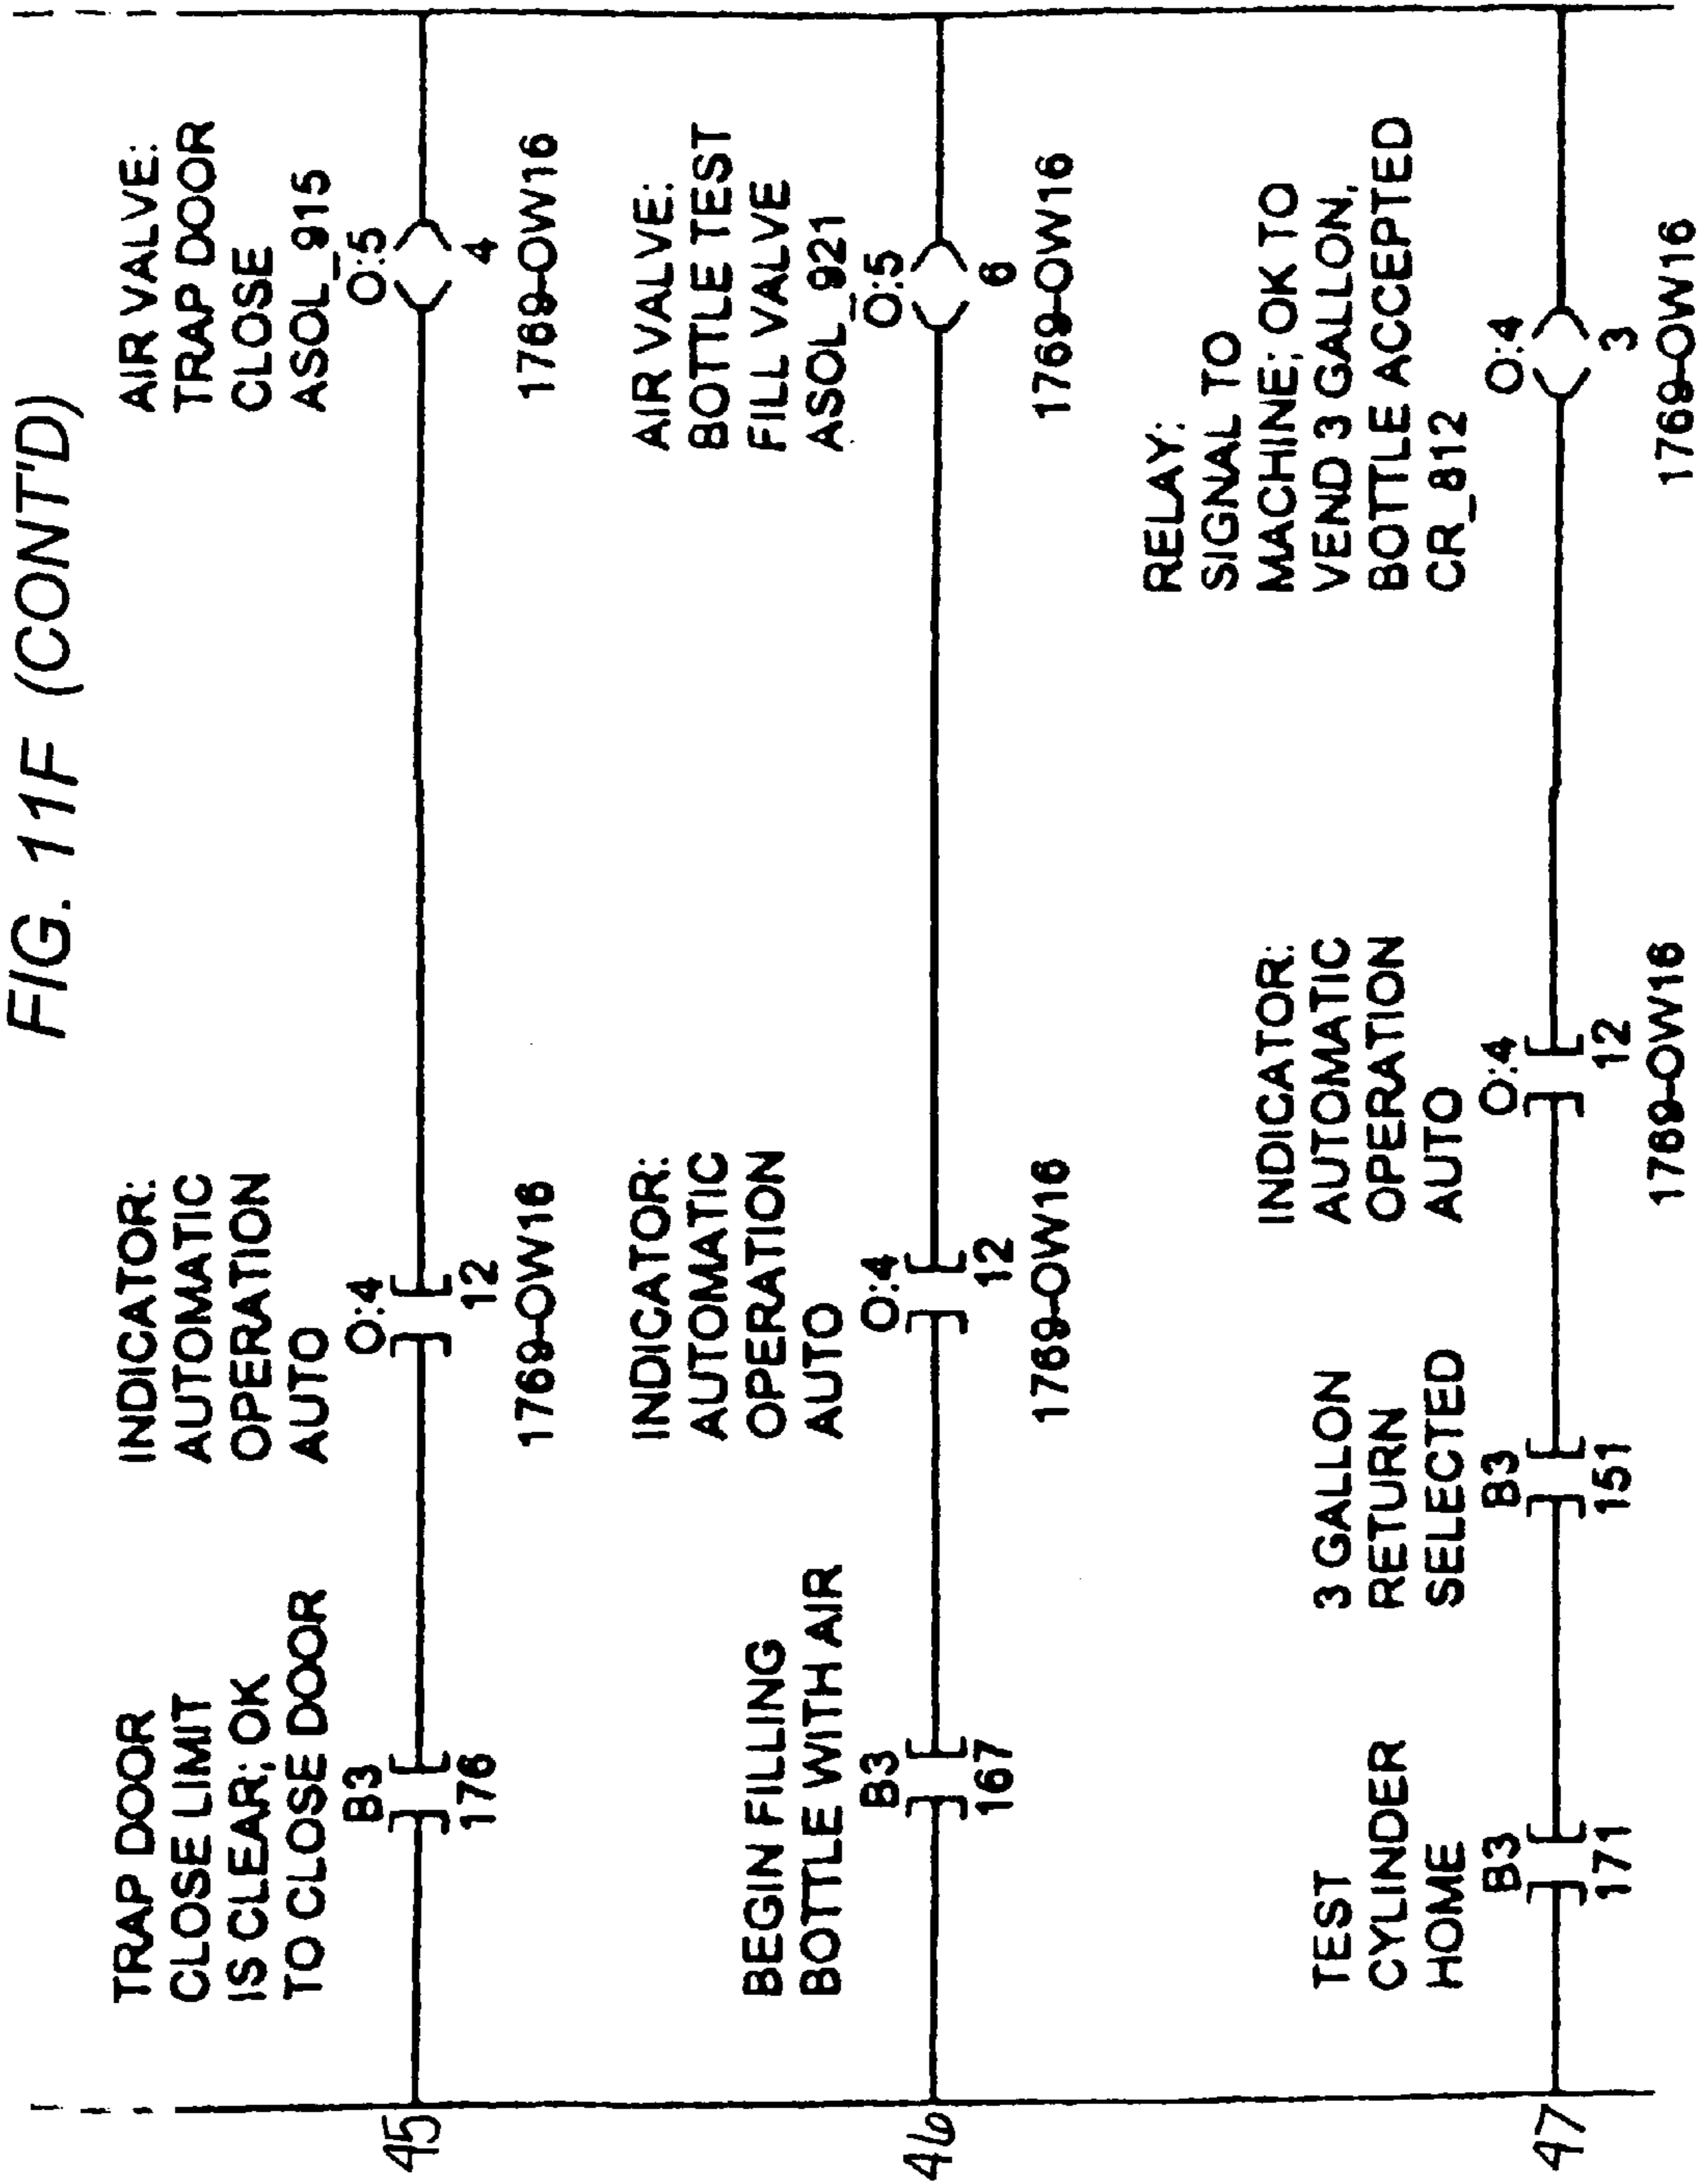 FIG. 11F (CONT'D)
45
TRAP DOOR
CLOSE LIMIT
IS CLEAR; OK
TO CLOSE DOOR
B3
176
INDICATOR:
AUTOMATIC
OPERATION
AUTO
O:4
12
1769-OW16
AIR VALVE:
TRAP DOOR
CLOSE
ASOL_915
O:5
4
1769-OW16
46
BEGIN FILLING
BOTTLE WITH AIR
B3
167
INDICATOR:
AUTOMATIC
OPERATION
AUTO
O:4
12
1769-OW16
AIR VALVE:
BOTTLE TEST
FILL VALVE
ASOL_921
O:5
6
1769-OW16
47
TEST
CYLINDER
HOME
B3
171
3 GALLON
RETURN
SELECTED
B3
151
INDICATOR:
AUTOMATIC
OPERATION
AUTO
O:4
12
1769-OW16
RELAY:
SIGNAL TO
MACHINE; OK TO
VEND 3 GALLON,
BOTTLE ACCEPTED
CR_812
O:4
3
1769-OW16